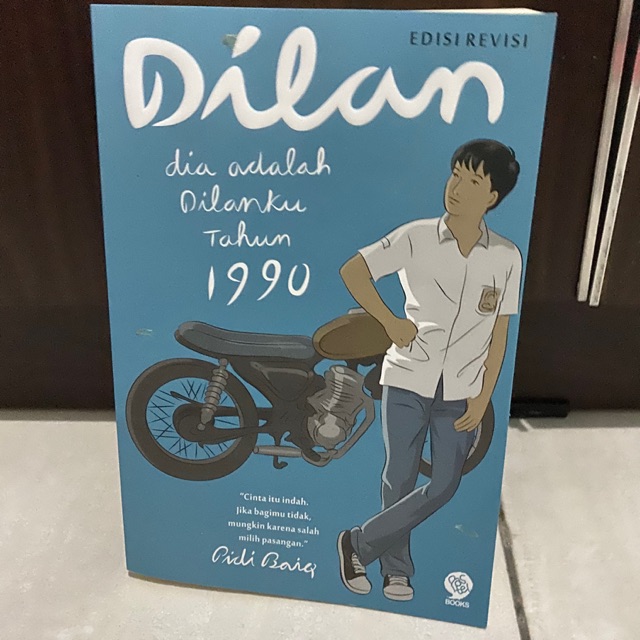 EDISI REVISI
Dilan
dia adalah
Dilanku
Tahun
1990
"Cinta itu indah.
Jika bagimu tidak,
mungkin karena salah
milih pasangan."
Pidi Baiq
BOOKS